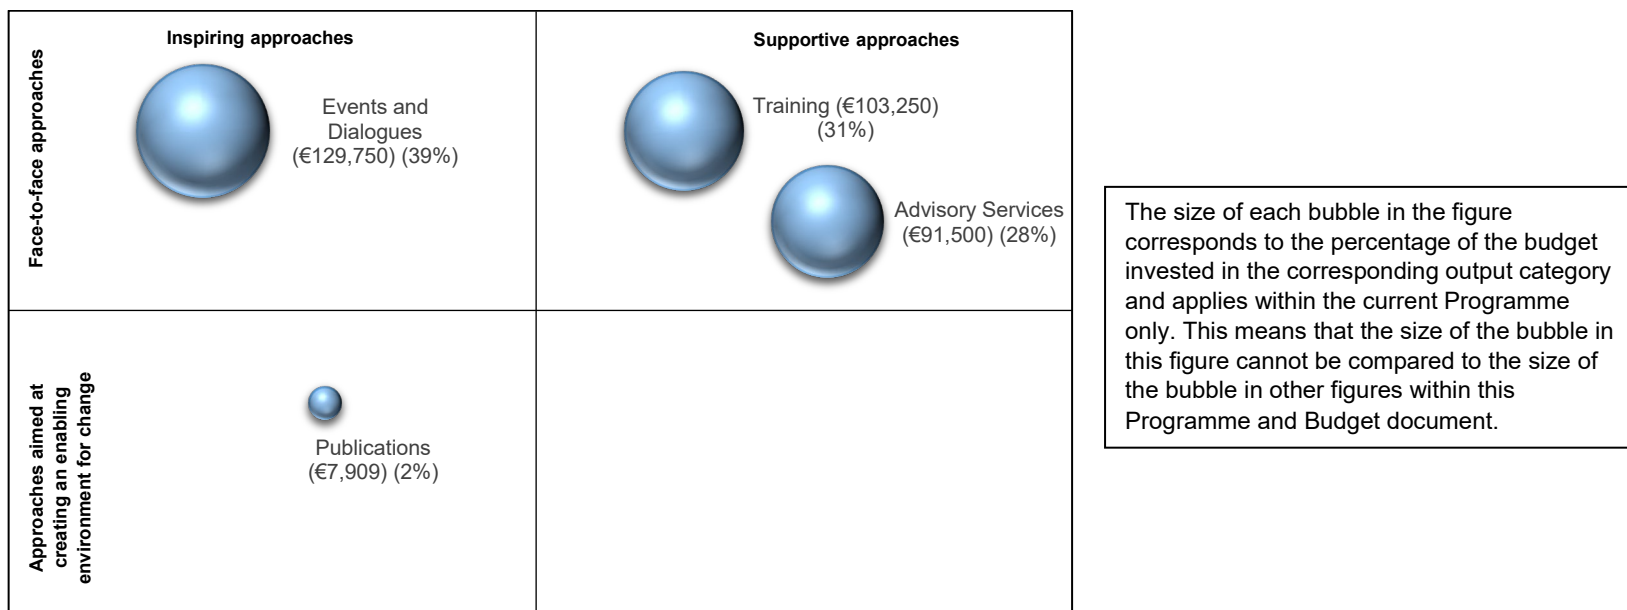 Inspiring approaches
Supportive approaches
Face-to-face approaches
Events and
Dialogues
(€129,750) (39%)
Training (€103,250)
(31%)
Advisory Services
(€91,500) (28%)
Approaches aimed at
creating an enabling
environment for change
Publications
(€7,909) (2%)
The size of each bubble in the figure
corresponds to the percentage of the budget
invested in the corresponding output category
and applies within the current Programme
only. This means that the size of the bubble in
this figure cannot be compared to the size of
the bubble in other figures within this
Programme and Budget document.